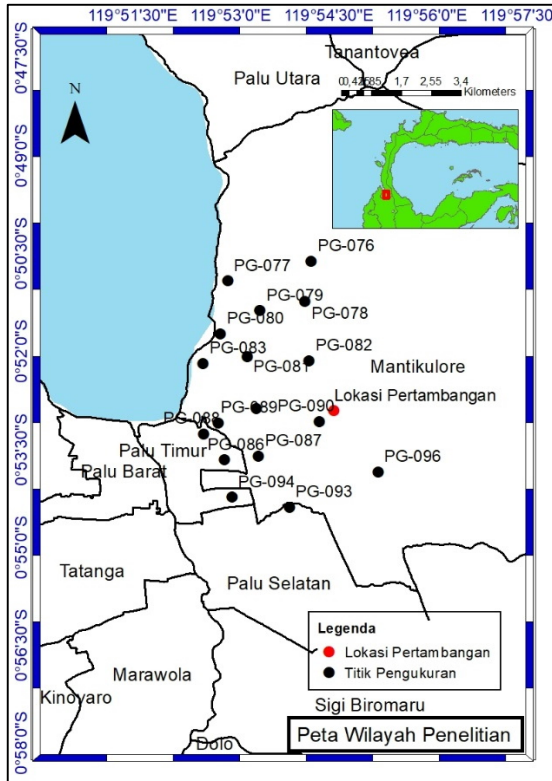 119°51'30"E 119°53'0"E 119°54'30"E 119°56'0"E 119°57'30"E
0°47'30"S
0°49'0"S
0°50'30"S
0°52'0"S
0°53'30"S
0°55'0"S
0°56'30"S
0°58'0"S
Tanantovea
Palu Utara
1,7 2,55 3,4
Kilometers
N
PG-076
PG-077
PG-079
PG-078
PG-080
PG-083
PG-081
PG-082
Mantikulore
Lokasi Pertambangan
PG-089
PG-090
PG-088
Palu Timur
PG-086
PG-087
Palu Barat
PG-096
PG-094
PG-093
Tatanga
Palu Selatan
Marawola
Kinovaro
Sigi Biromaru
Dolo
Legenda
Lokasi Pertambangan
Titik Pengukuran
Peta Wilayah Penelitian